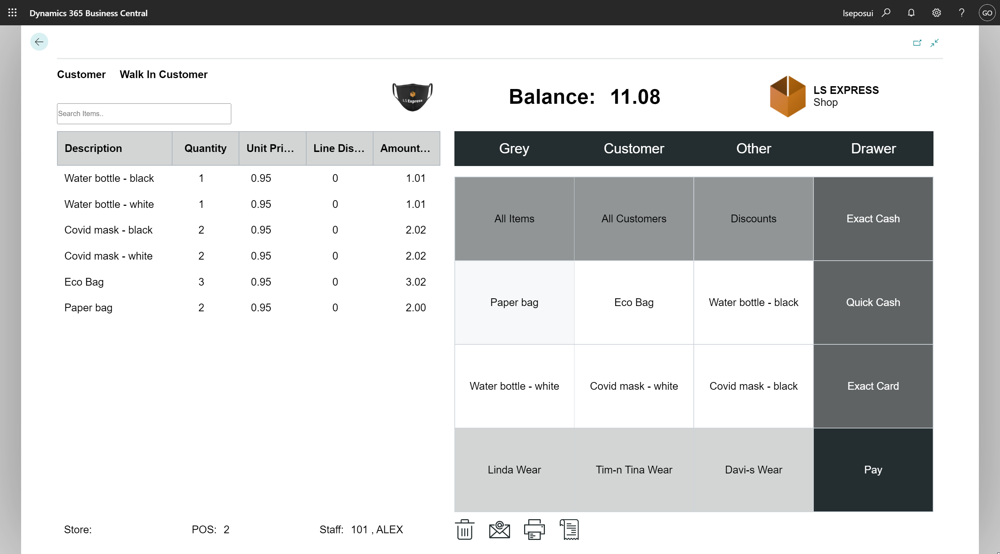 Dynamics 365 Business Central
lseposui
?
GO
Customer Walk In Customer
Search Items..
LS Express
Balance: 11.08
LS EXPRESS
Shop
Description Quantity Unit Pri... Line Dis... Amount...
Water bottle - black 1 0.95 0 1.01
Water bottle - white 1 0.95 0 1.01
Covid mask - black 2 0.95 0 2.02
Covid mask - white 2 0.95 0 2.02
Eco Bag 3 0.95 0 3.02
Paper bag 2 0.95 0 2.00
Grey Customer Other Drawer
All Items All Customers Discounts Exact Cash
Paper bag Eco Bag Water bottle - black Quick Cash
Water bottle - white Covid mask - white Covid mask - black Exact Card
Linda Wear Tim-n Tina Wear Davi-s Wear Pay
Store: POS: 2 Staff: 101 , ALEX